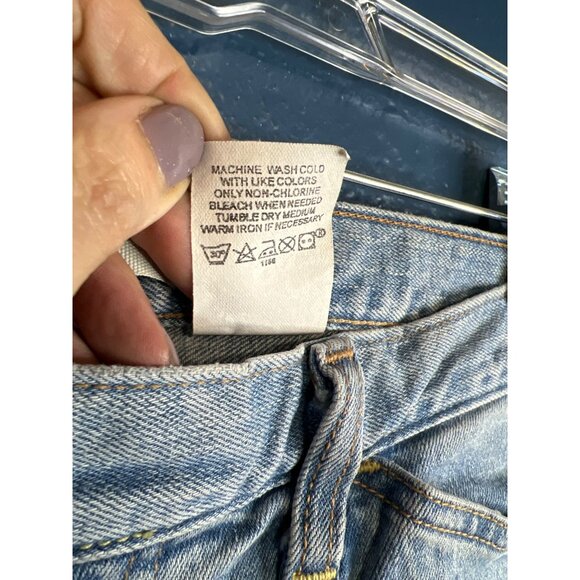 MACHINE WASH COLD
WITH LIKE COLORS
ONLY NON-CHLORINE
BLEACH WHEN NEEDED
TUMBLE DRY MEDIUM
WARM IRON IF NECESSARY
30°
1156